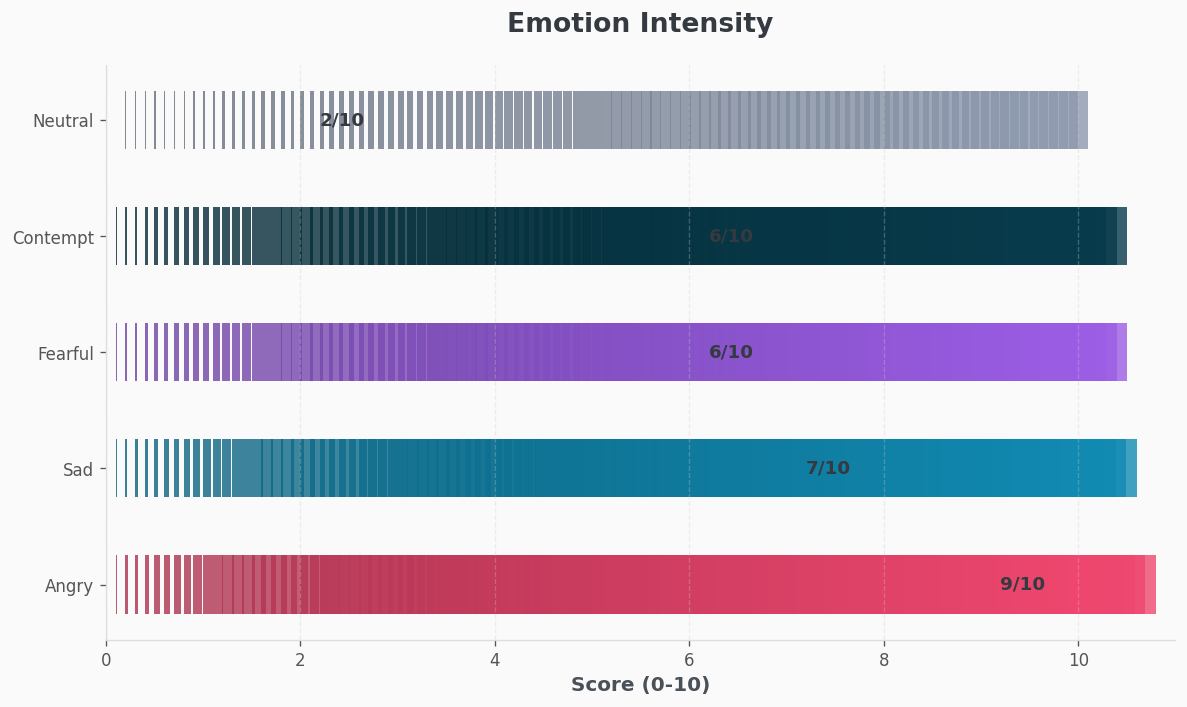 Emotion Intensity
Neutral
2/10
Contempt
6/10
Fearful
6/10
Sad
7/10
Angry
9/10
0 2 4 6 8 10
Score (0-10)